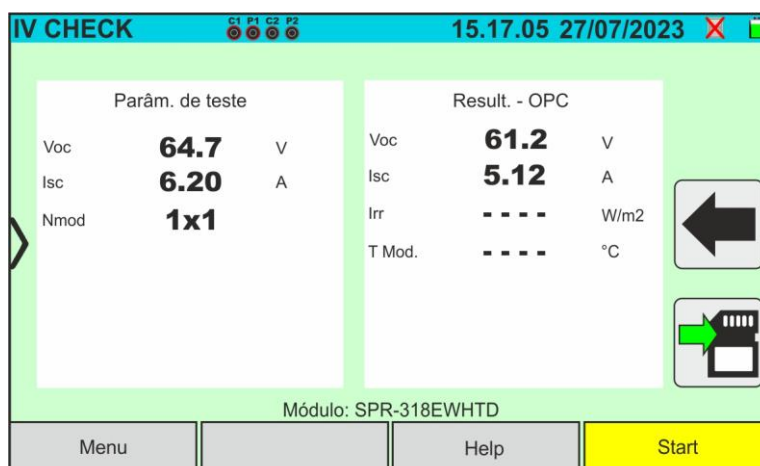 IV CHECK C1 P1 C2 P2 15.17.05 27/07/2023
Parâm. de teste
Voc 64.7 V
Isc 6.20 A
Nmod 1x1
Result. - OPC
Voc 61.2 V
Isc 5.12 A
Irr - - - - W/m2
T Mod. - - - - °C
Módulo: SPR-318EWHTD
Menu Help Start